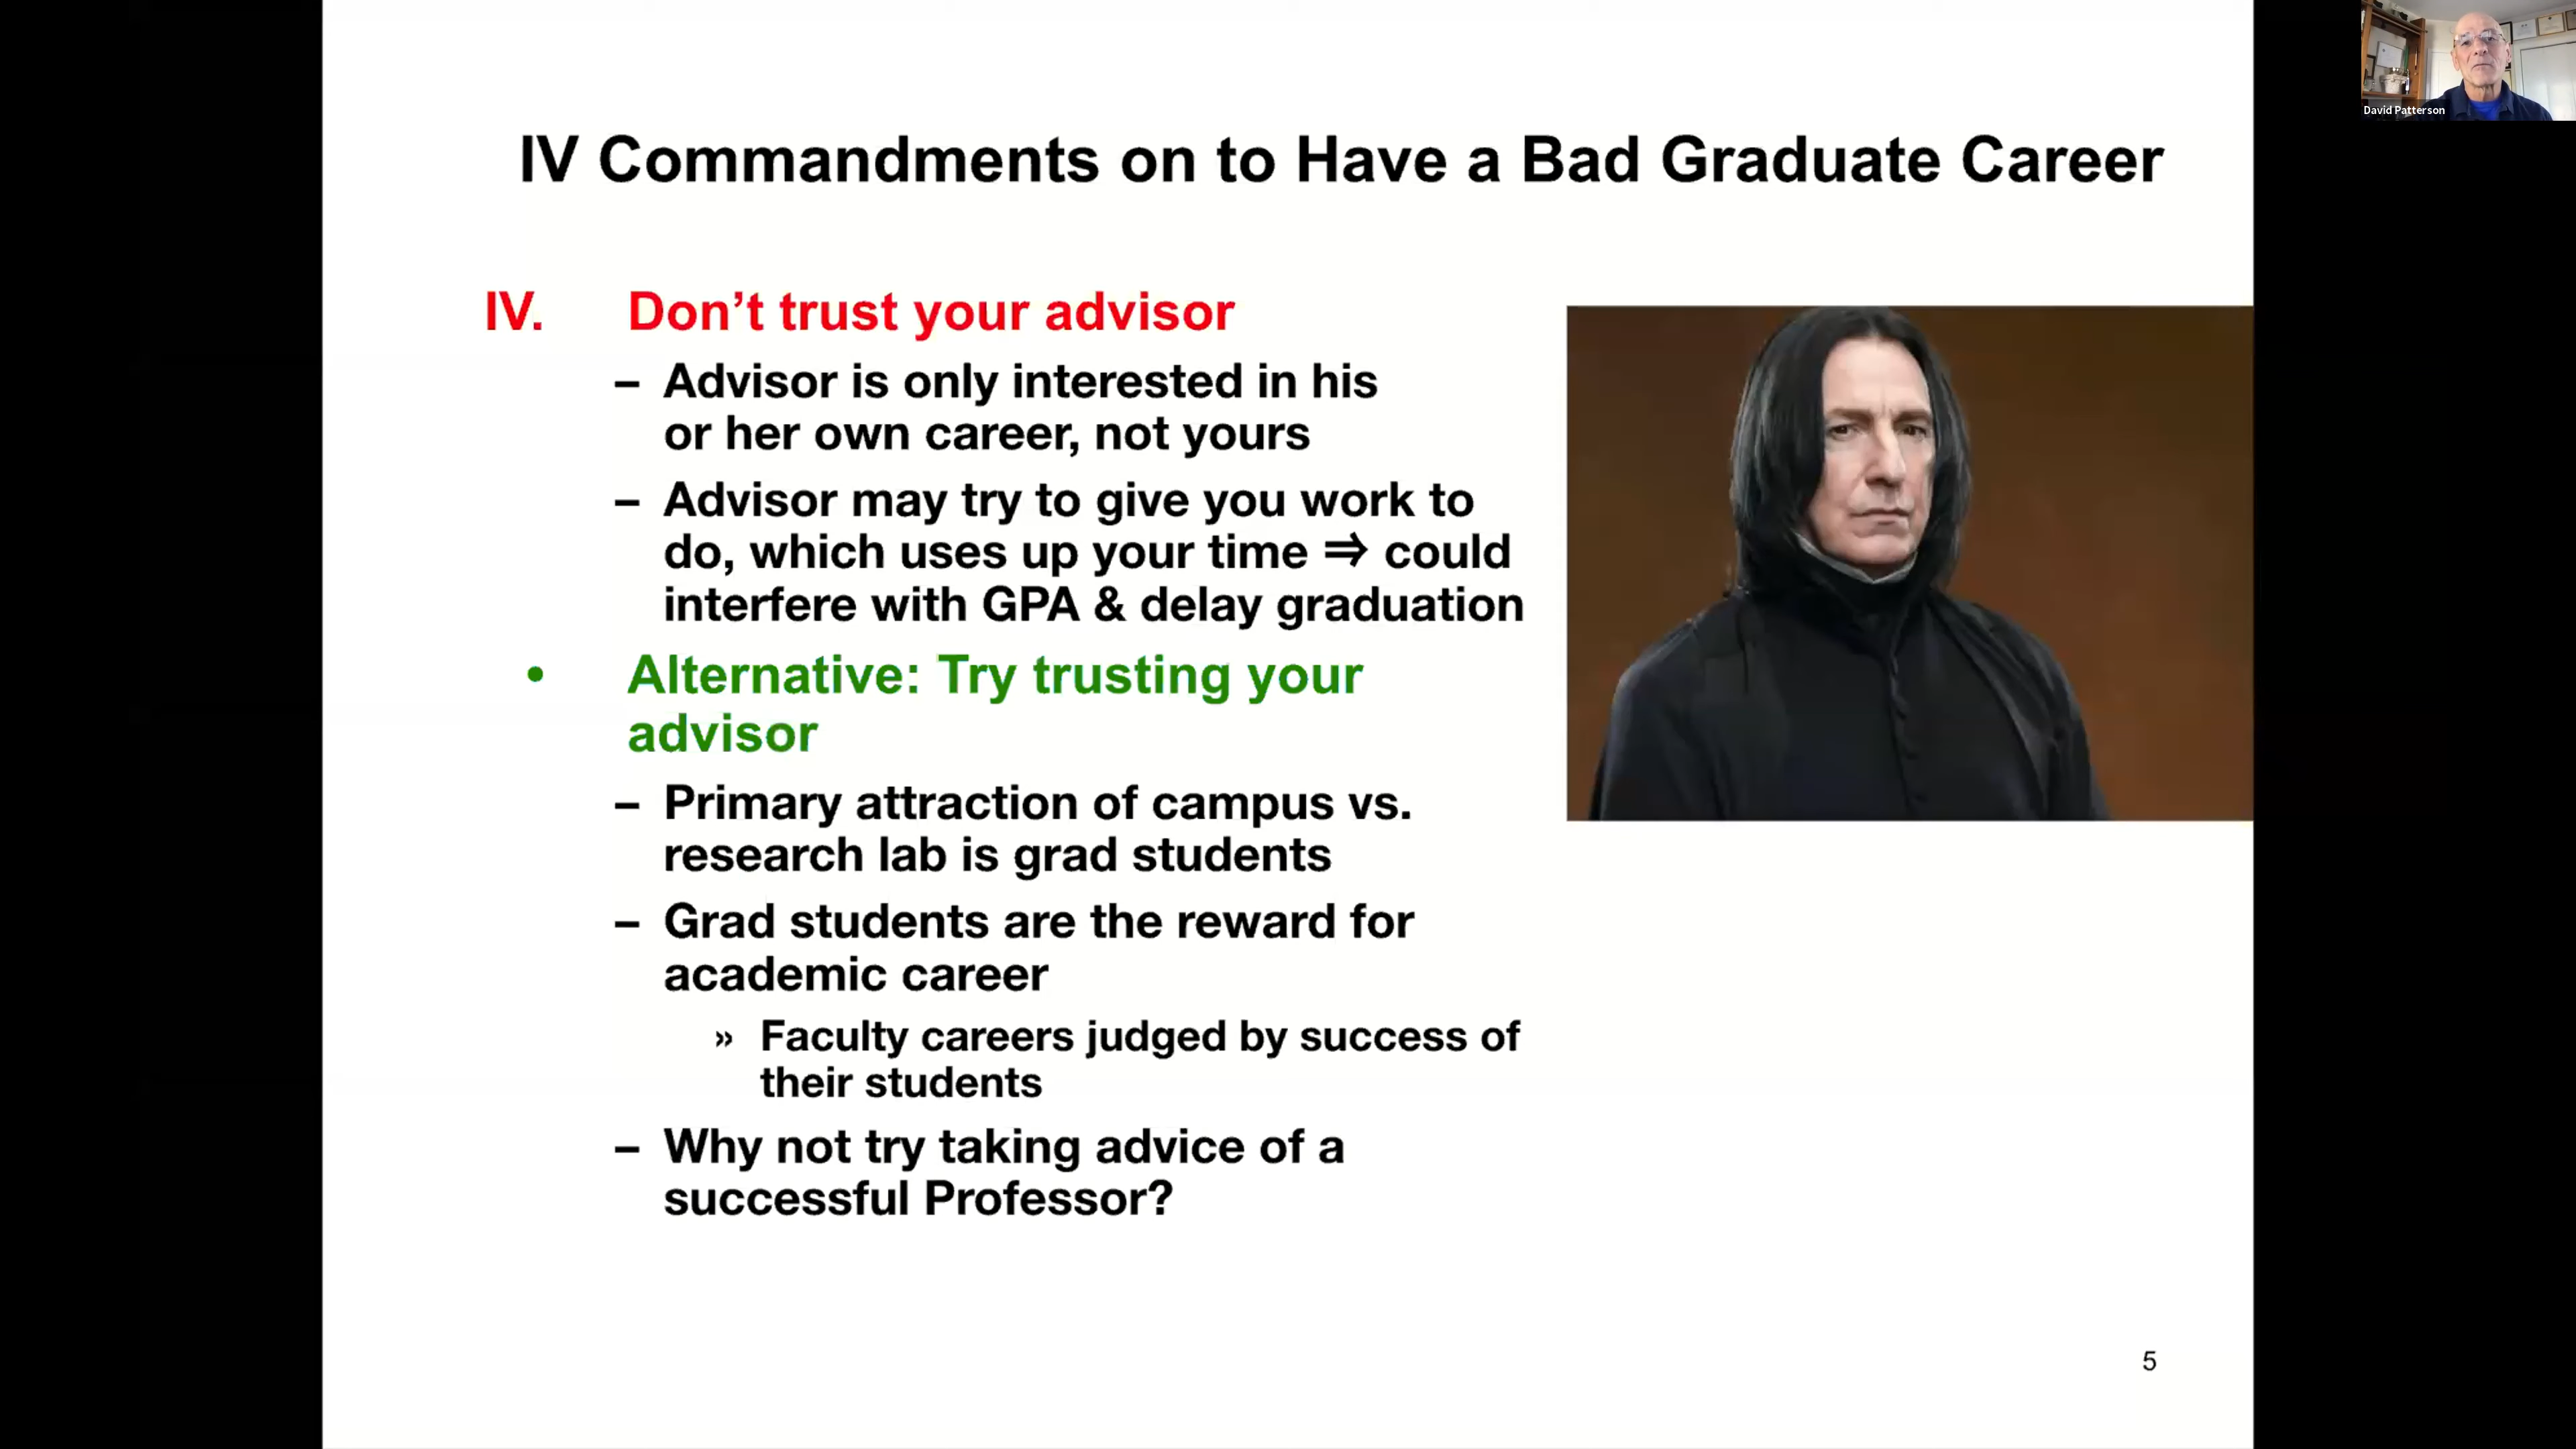 David Patterson
IV Commandments on to Have a Bad Graduate Career
IV. Don’t trust your advisor
– Advisor is only interested in his
or her own career, not yours
– Advisor may try to give you work to
do, which uses up your time ⇒ could
interfere with GPA & delay graduation
• Alternative: Try trusting your
advisor
– Primary attraction of campus vs.
research lab is grad students
– Grad students are the reward for
academic career
» Faculty careers judged by success of
their students
– Why not try taking advice of a
successful Professor?
5